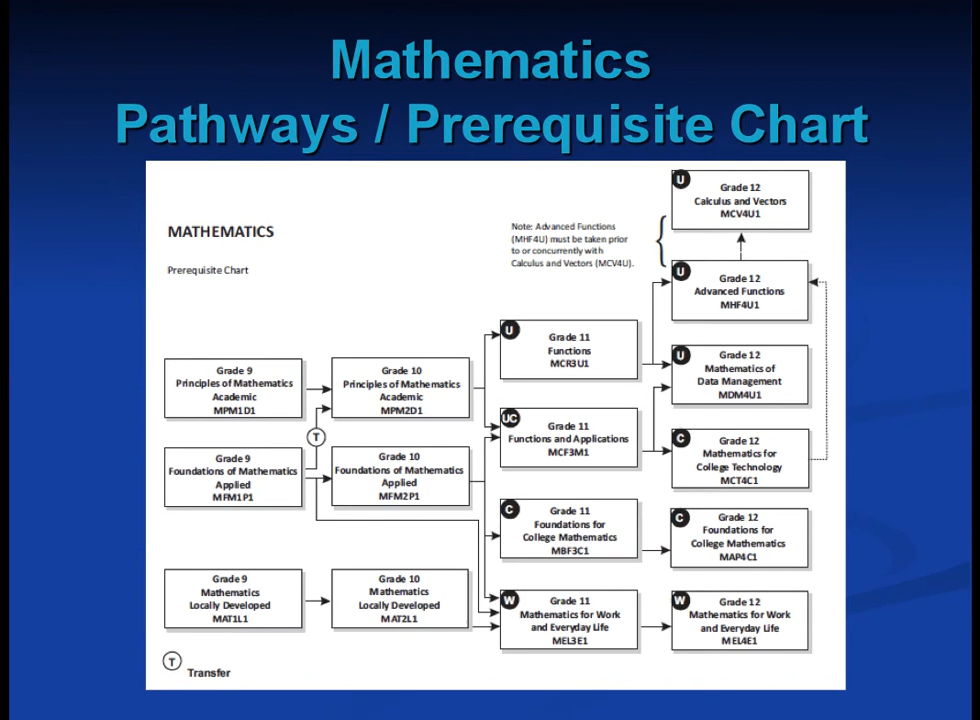 Mathematics
Pathways / Prerequisite Chart
MATHEMATICS
Prerequisite Chart
Note: Advanced Functions
(MHF4U) must be taken prior
to or concurrently with
Calculus and Vectors (MCV4U).
U
Grade 12
Calculus and Vectors
MCV4U1
U
Grade 12
Advanced Functions
MHF4U1
U
Grade 11
Functions
MCR3U1
U
Grade 12
Mathematics of
Data Management
MDM4U1
Grade 9
Principles of Mathematics
Academic
MPM1D1
Grade 10
Principles of Mathematics
Academic
MPM2D1
UC
Grade 11
Functions and Applications
MCF3M1
C
Grade 12
Mathematics for
College Technology
MCT4C1
T
Grade 9
Foundations of Mathematics
Applied
MFM1P1
Grade 10
Foundations of Mathematics
Applied
MFM2P1
C
Grade 11
Foundations for
College Mathematics
MBF3C1
C
Grade 12
Foundations for
College Mathematics
MAP4C1
Grade 9
Mathematics
Locally Developed
MAT1L1
Grade 10
Mathematics
Locally Developed
MAT2L1
W
Grade 11
Mathematics for Work
and Everyday Life
MEL3E1
W
Grade 12
Mathematics for Work
and Everyday Life
MEL4E1
T
Transfer